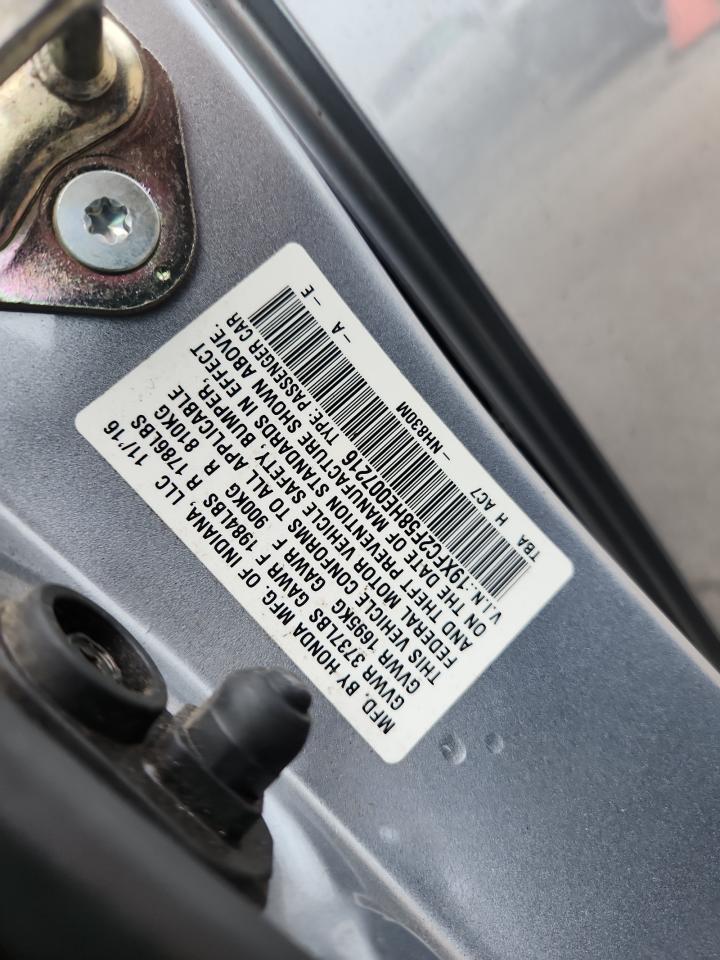 MFD. BY HONDA MFG. OF INDIANA, LLC 11/'16
GVWR 3737LBS GAWR F 1984LBS R 1786LBS
GVWR 1695KG GAWR F 900KG R 810KG
THIS VEHICLE CONFORMS TO ALL APPLICABLE
FEDERAL MOTOR VEHICLE SAFETY, BUMPER,
AND THEFT PREVENTION STANDARDS IN EFFECT
ON THE DATE OF MANUFACTURE SHOWN ABOVE.
V.I.N.:19XFC2F58HE007216 TYPE: PASSENGER CAR
TBA H AC7 -NH830M -A -E